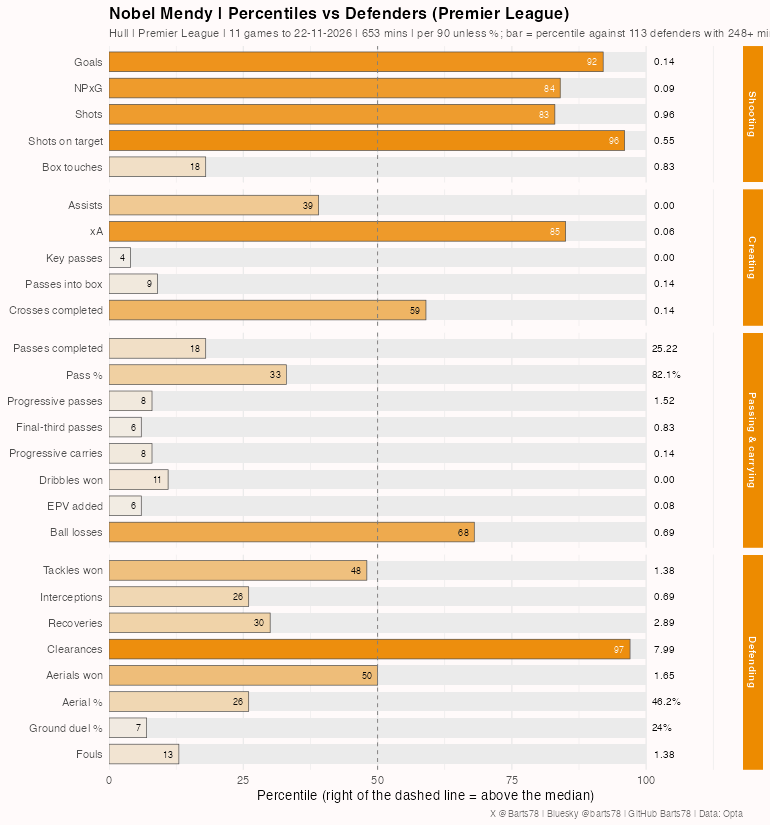 Nobel Mendy | Percentiles vs Defenders (Premier League)
Hull | Premier League | 11 games to 22-11-2026 | 653 mins | per 90 unless %; bar = percentile against 113 defenders with 248+ mi
Goals 92 0.14
NPxG 84 0.09
Shots 83 0.96
Shots on target 96 0.55
Box touches 18 0.83
Shooting
Assists 39 0.00
xA 85 0.06
Key passes 4 0.00
Passes into box 9 0.14
Crosses completed 59 0.14
Creating
Passes completed 18 25.22
Pass % 33 82.1%
Progressive passes 8 1.52
Final-third passes 6 0.83
Progressive carries 8 0.14
Dribbles won 11 0.00
EPV added 6 0.08
Ball losses 68 0.69
Passing & carrying
Tackles won 48 1.38
Interceptions 26 0.69
Recoveries 30 2.89
Clearances 97 7.99
Aerials won 50 1.65
Aerial % 26 46.2%
Ground duel % 7 24%
Fouls 13 1.38
Defending
0 25 50 75 100
Percentile (right of the dashed line = above the median)
X @Barts78 | Bluesky @barts78 | GitHub Barts78 | Data: Opta